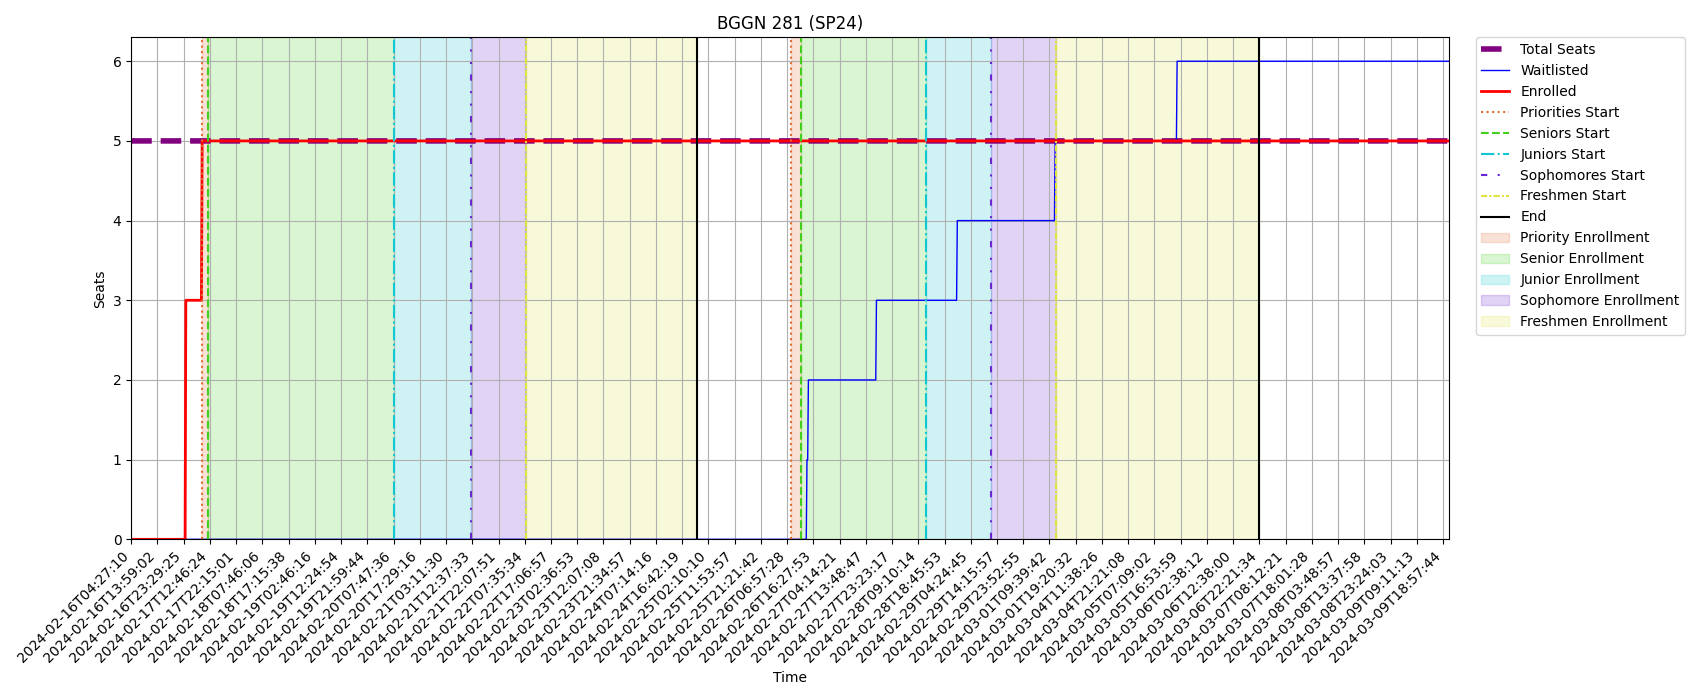 BGGN 281 (SP24)
Total Seats
Waitlisted
Enrolled
Priorities Start
Seniors Start
Juniors Start
Sophomores Start
Freshmen Start
End
Priority Enrollment
Senior Enrollment
Junior Enrollment
Sophomore Enrollment
Freshmen Enrollment
Seats
6
5
4
3
2
1
0
2024-02-16T04:27:10
2024-02-16T13:59:02
2024-02-16T23:29:25
2024-02-17T12:46:24
2024-02-17T22:15:01
2024-02-18T07:46:06
2024-02-18T17:15:38
2024-02-19T02:46:16
2024-02-19T12:24:54
2024-02-19T21:59:44
2024-02-20T07:47:36
2024-02-20T17:29:16
2024-02-21T03:11:30
2024-02-21T12:37:33
2024-02-21T22:07:51
2024-02-22T07:35:34
2024-02-22T17:06:57
2024-02-23T02:36:53
2024-02-23T12:07:08
2024-02-23T21:34:57
2024-02-24T07:14:16
2024-02-24T16:42:19
2024-02-25T02:10:10
2024-02-25T11:53:57
2024-02-25T21:21:42
2024-02-26T06:57:28
2024-02-26T16:27:53
2024-02-27T04:14:21
2024-02-27T13:48:47
2024-02-27T23:23:17
2024-02-28T09:10:14
2024-02-28T18:45:53
2024-02-29T04:24:45
2024-02-29T14:15:57
2024-02-29T23:52:55
2024-03-01T09:39:42
2024-03-01T19:20:32
2024-03-04T11:38:26
2024-03-04T21:21:08
2024-03-05T07:09:02
2024-03-05T16:53:59
2024-03-06T02:38:12
2024-03-06T12:38:00
2024-03-06T22:21:34
2024-03-07T08:12:21
2024-03-07T18:01:28
2024-03-08T03:48:57
2024-03-08T13:37:58
2024-03-08T23:24:03
2024-03-09T09:11:13
2024-03-09T18:57:44
Time